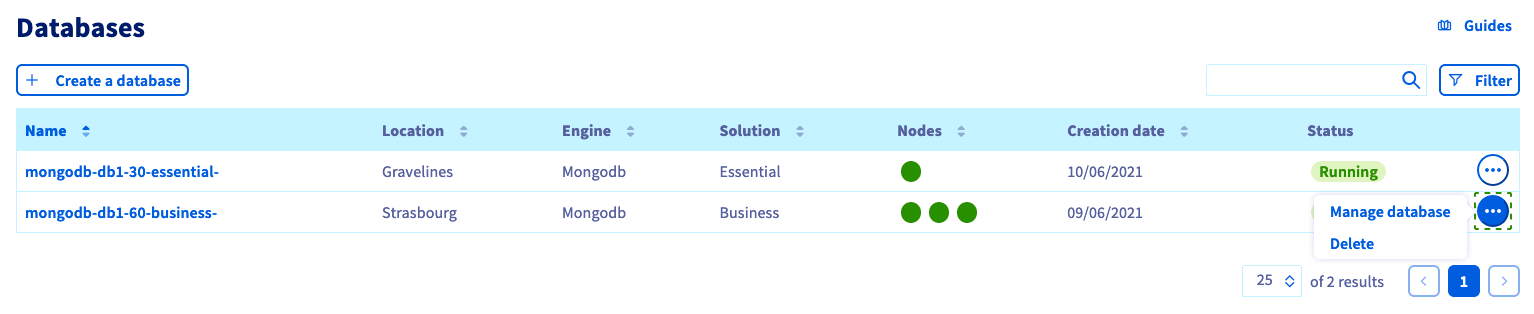 Databases
Guides
Create a database
Filter
Name Location Engine Solution Nodes Creation date Status
mongodb-db1-30-essential- Gravelines Mongodb Essential 10/06/2021 Running
mongodb-db1-60-business- Strasbourg Mongodb Business 09/06/2021
Manage database
Delete
25 of 2 results 1